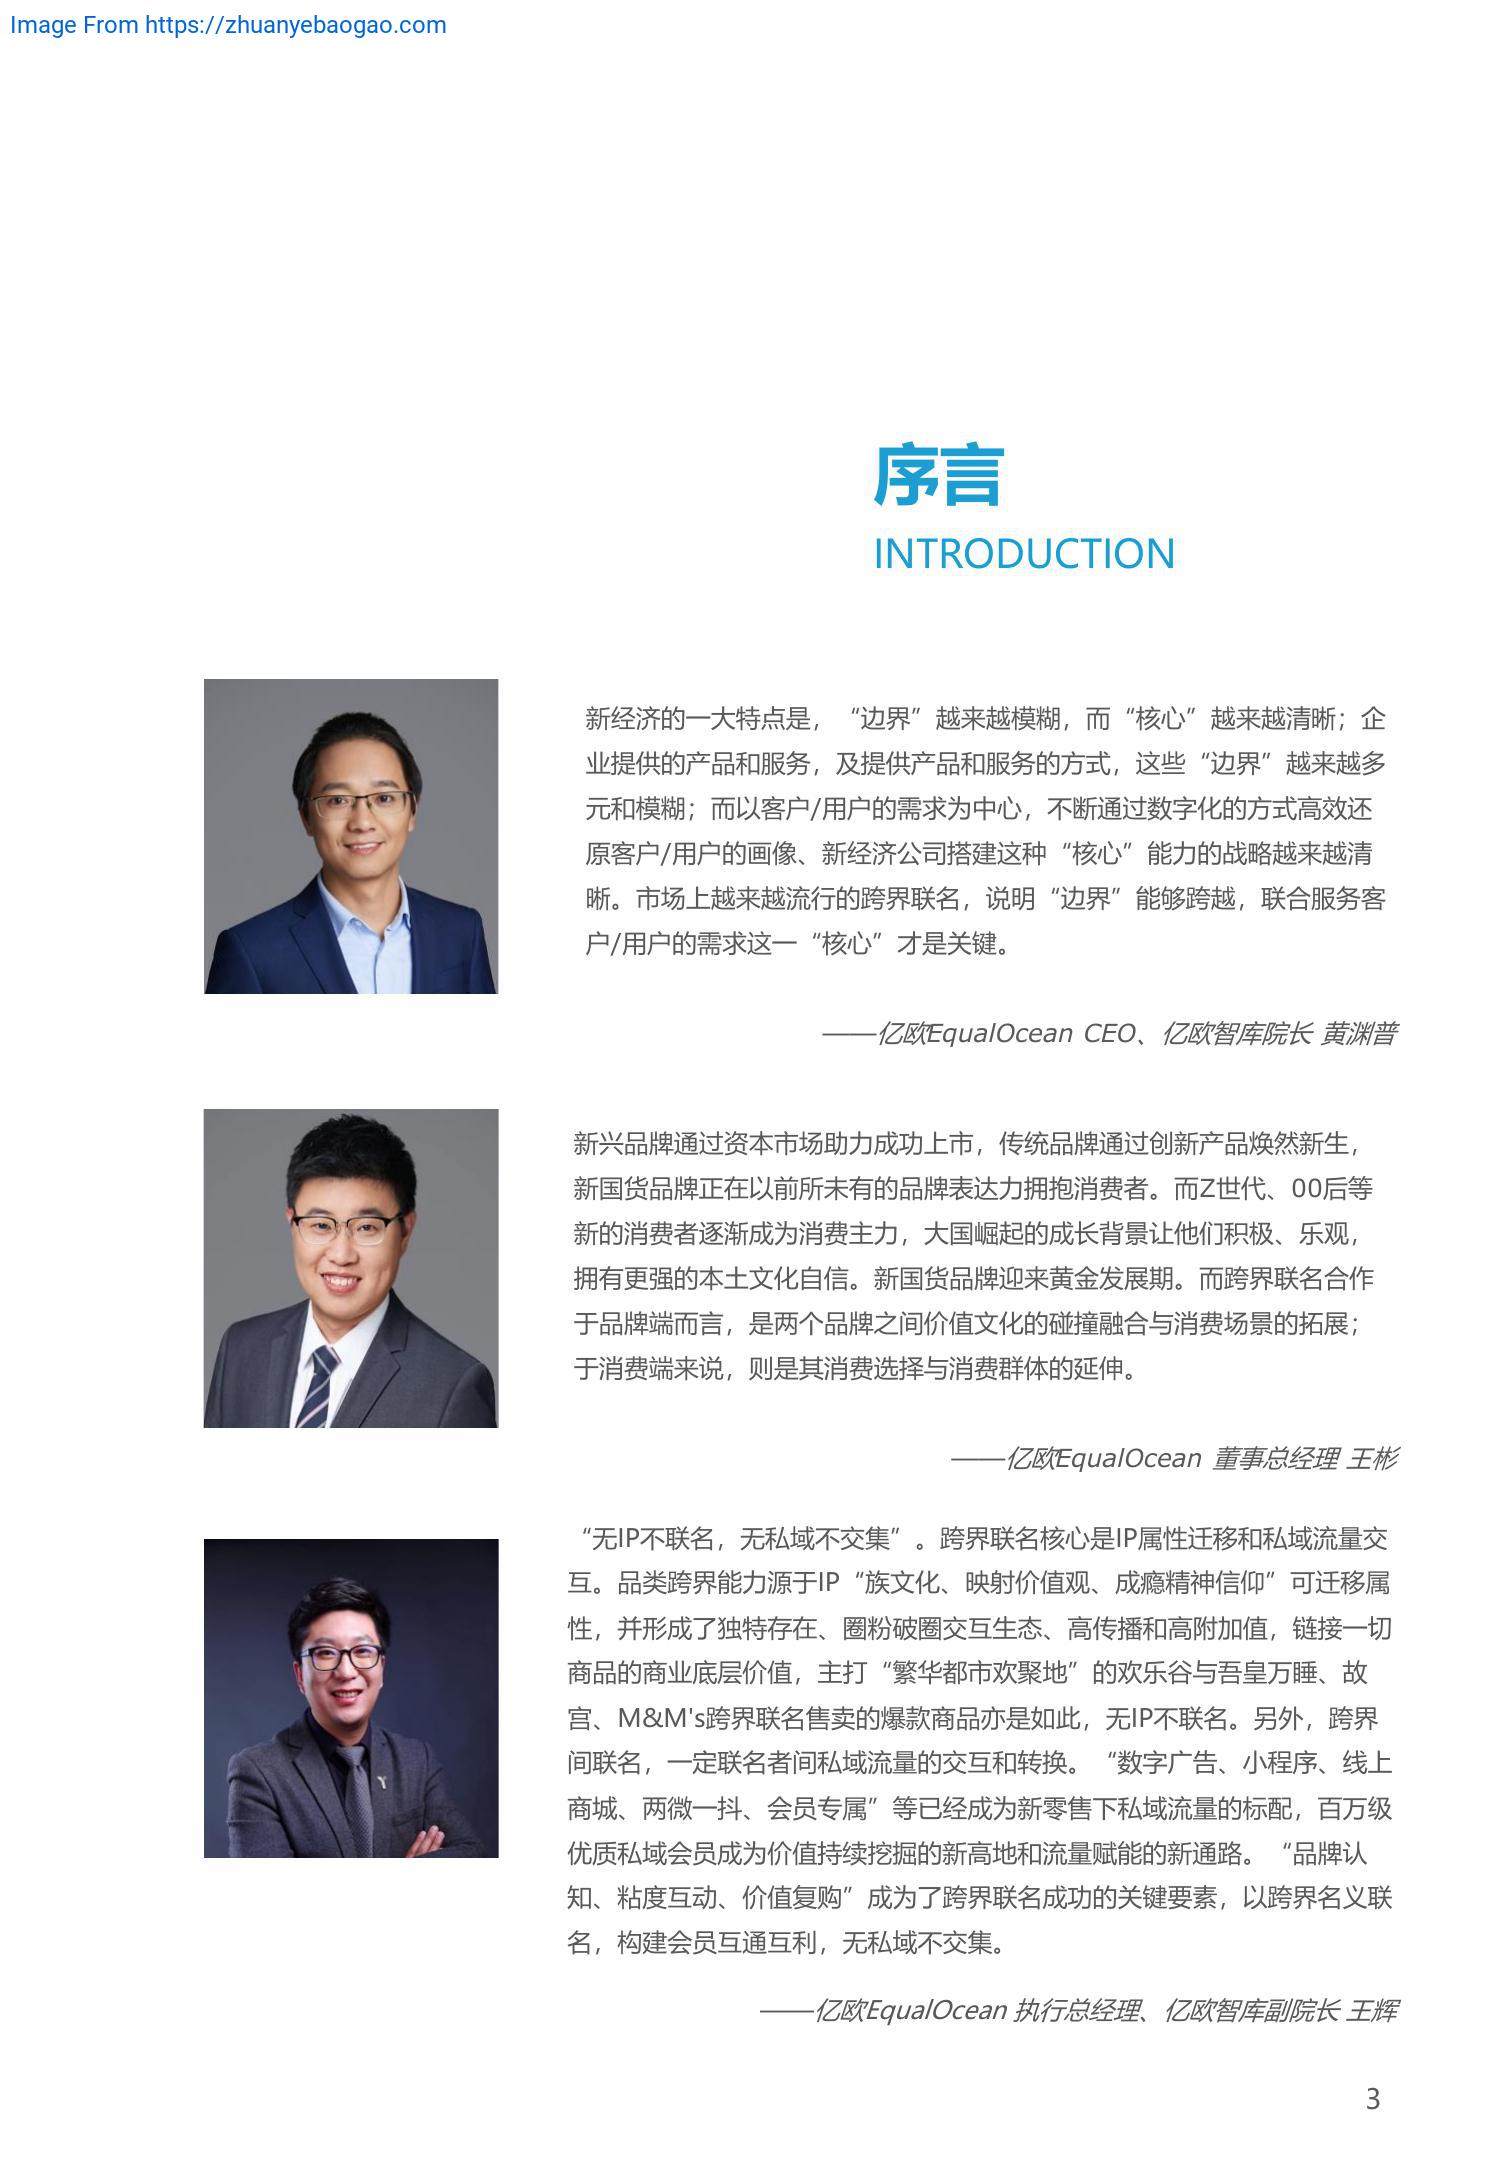 Image From https://zhuanyebaogao.com
序言
INTRODUCTION
新经济的一大特点是，“边界”越来越模糊，而“核心”越来越清晰；企
业提供的产品和服务，及提供产品和服务的方式，这些“边界”越来越多
元和模糊；而以客户/用户的需求为中心，不断通过数字化的方式高效还
原客户/用户的画像、新经济公司搭建这种“核心”能力的战略越来越清
晰。市场上越来越流行的跨界联名，说明“边界”能够跨越，联合服务客
户/用户的需求这一“核心”才是关键。
——亿欧EqualOcean CEO、亿欧智库院长 黄渊普
新兴品牌通过资本市场助力成功上市，传统品牌通过创新产品焕然新生，
新国货品牌正在以前所未有的品牌表达力拥抱消费者。而Z世代、00后等
新的消费者逐渐成为消费主力，大国崛起的成长背景让他们积极、乐观，
拥有更强的本土文化自信。新国货品牌迎来黄金发展期。而跨界联名合作
于品牌端而言，是两个品牌之间价值文化的碰撞融合与消费场景的拓展；
于消费端来说，则是其消费选择与消费群体的延伸。
——亿欧EqualOcean 董事总经理 王彬
“无IP不联名，无私域不交集”。跨界联名核心是IP属性迁移和私域流量交
互。品类跨界能力源于IP“族文化、映射价值观、成瘾精神信仰”可迁移属
性，并形成了独特存在、圈粉破圈交互生态、高传播和高附加值，链接一切
商品的商业底层价值，主打“繁华都市欢聚地”的欢乐谷与吾皇万睡、故
宫、M&M's跨界联名售卖的爆款商品亦是如此，无IP不联名。另外，跨界
间联名，一定联名者间私域流量的交互和转换。“数字广告、小程序、线上
商城、两微一抖、会员专属”等已经成为新零售下私域流量的标配，百万级
优质私域会员成为价值持续挖掘的新高地和流量赋能的新通路。“品牌认
知、粘度互动、价值复购”成为了跨界联名成功的关键要素，以跨界名义联
名，构建会员互通互利，无私域不交集。
——亿欧EqualOcean 执行总经理、亿欧智库副院长 王辉
3